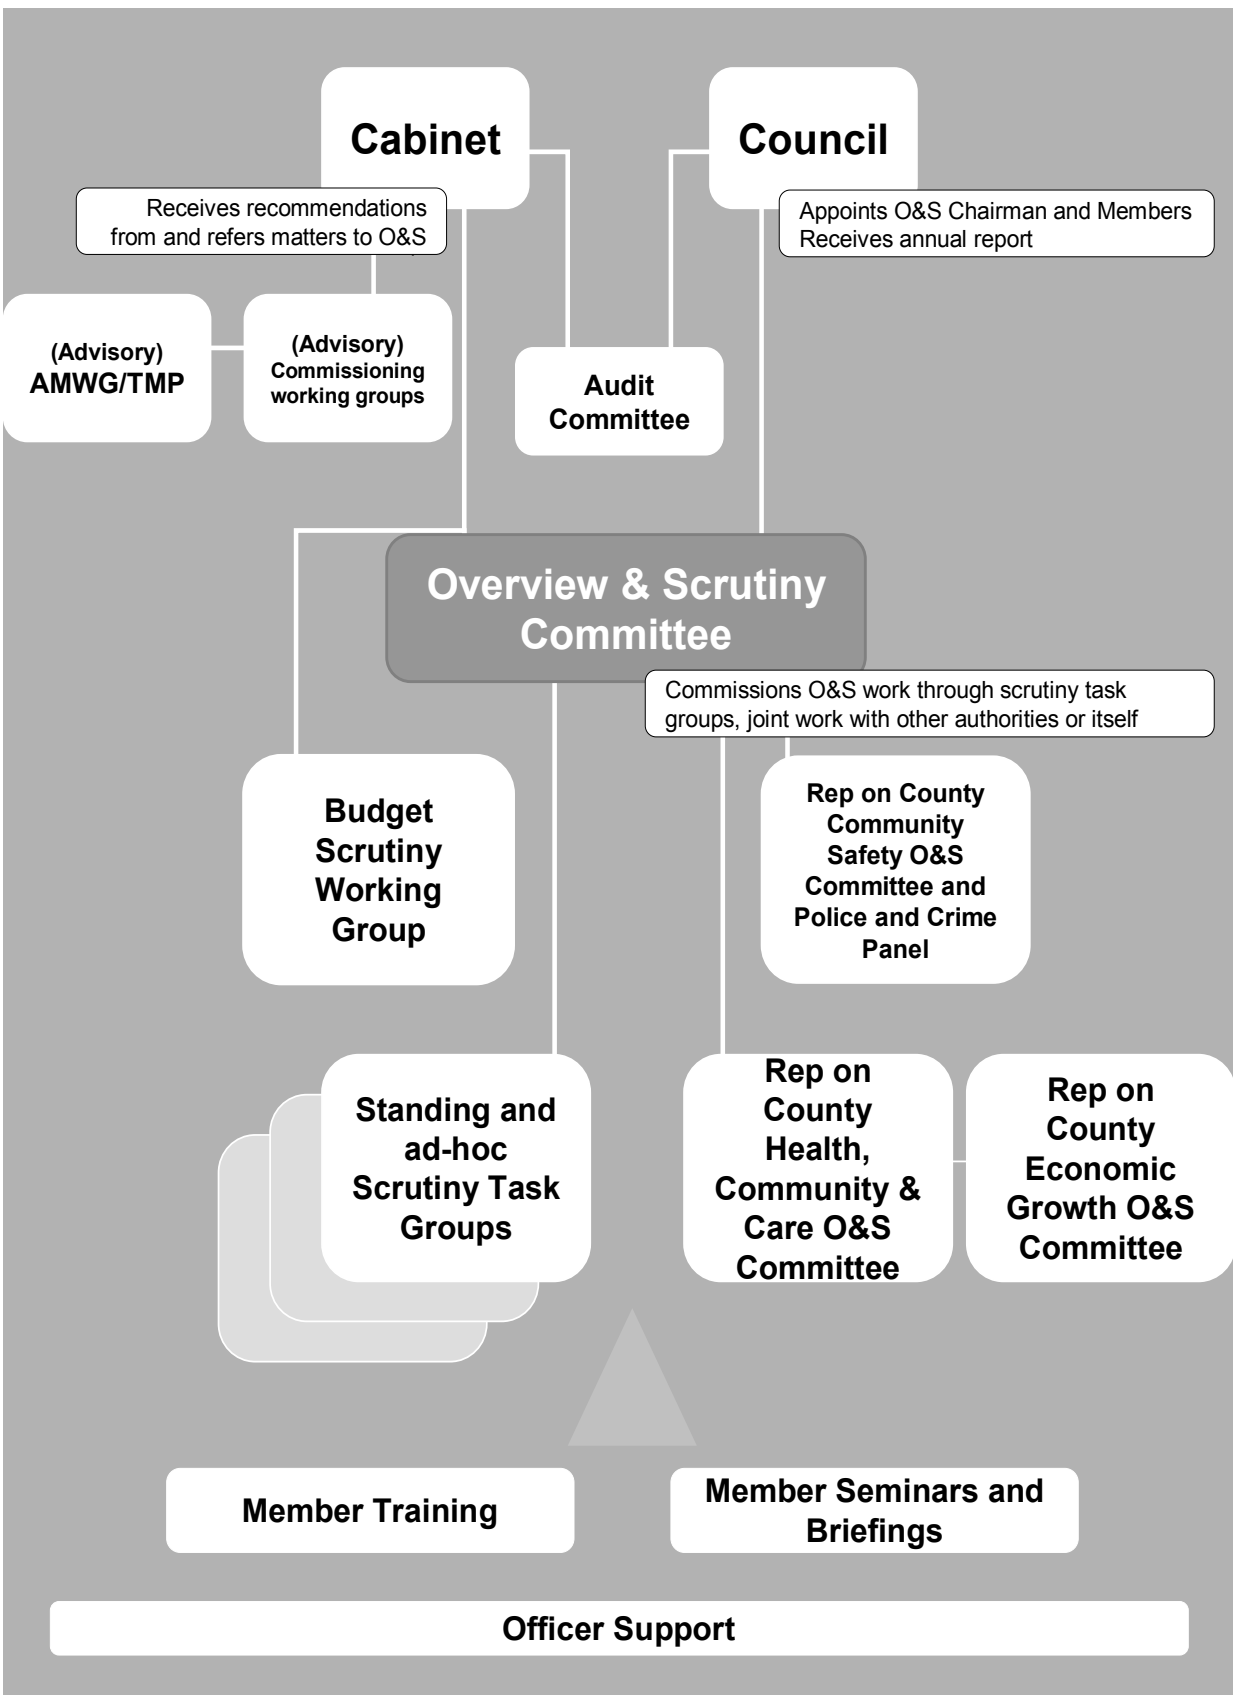 Cabinet
Council
Receives recommendations
from and refers matters to O&S
Appoints O&S Chairman and Members
Receives annual report
(Advisory)
AMWG/TMP
(Advisory)
Commissioning
working groups
Audit
Committee
Overview & Scrutiny
Committee
Commissions O&S work through scrutiny task
groups, joint work with other authorities or itself
Budget
Scrutiny
Working
Group
Rep on County
Community
Safety O&S
Committee and
Police and Crime
Panel
Standing and
ad-hoc
Scrutiny Task
Groups
Rep on
County
Health,
Community &
Care O&S
Committee
Rep on
County
Economic
Growth O&S
Committee
Member Training
Member Seminars and
Briefings
Officer Support